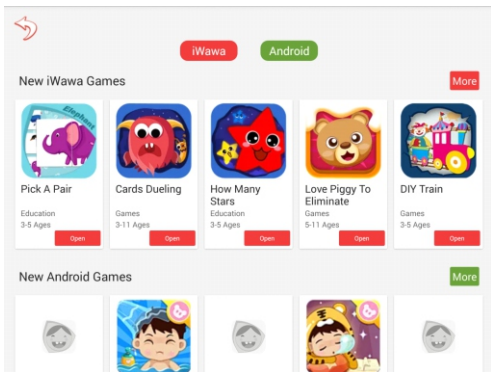 iWawa
Android
New iWawa Games
More
Elephant
Pick A Pair
Education
3-5 Ages
Open
Cards Dueling
Games
3-11 Ages
Open
How Many
Stars
Education
3-5 Ages
Open
Love Piggy To
Eliminate
Games
5-11 Ages
Open
DIY Train
Games
3-5 Ages
Open
New Android Games
More